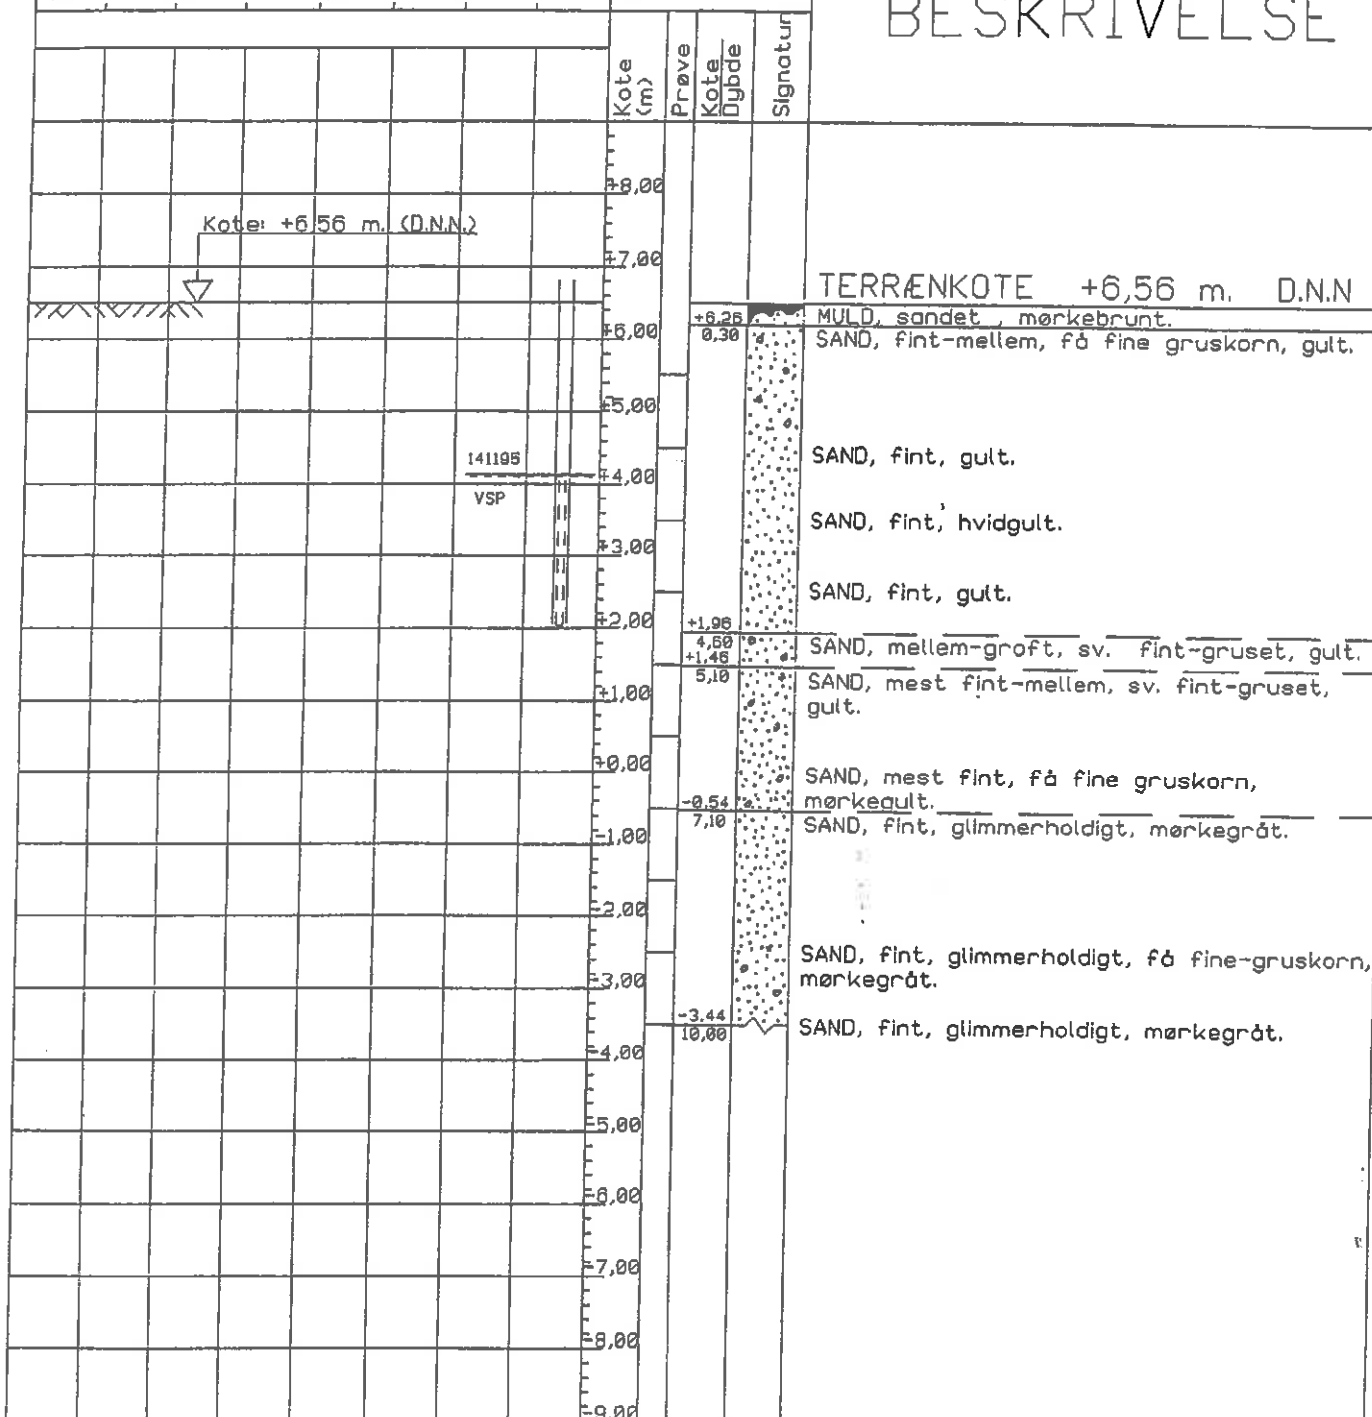 BESKRIVELSE
Kote
(m)
Prøve
Kote
Dybde
Signatur
+8,00
Kote: +6,56 m. (D.N.N.)
+7,00
TERRÆNKOTE +6,56 m. D.N.N
+6.26
0,30
MULD, sandet , mørkebrunt.
+6,00
SAND, fint-mellem, få fine gruskorn, gult.
+5,00
141195
VSP
SAND, fint, gult.
+4,00
SAND, fint, hvidgult.
+3,00
SAND, fint, gult.
+2,00
+1,96
4,60
SAND, mellem-groft, sv. fint-gruset, gult.
+1,46
5,10
SAND, mest fint-mellem, sv. fint-gruset,
gult.
+1,00
+0,00
SAND, mest fint, få fine gruskorn,
mørkegult.
-0.54
7,10
SAND, fint, glimmerholdigt, mørkegråt.
-1,00
-2,00
SAND, fint, glimmerholdigt, få fine-gruskorn,
mørkegråt.
-3,00
-3.44
10,00
SAND, fint, glimmerholdigt, mørkegråt.
-4,00
-5,00
-6,00
-7,00
-8,00
-9,00